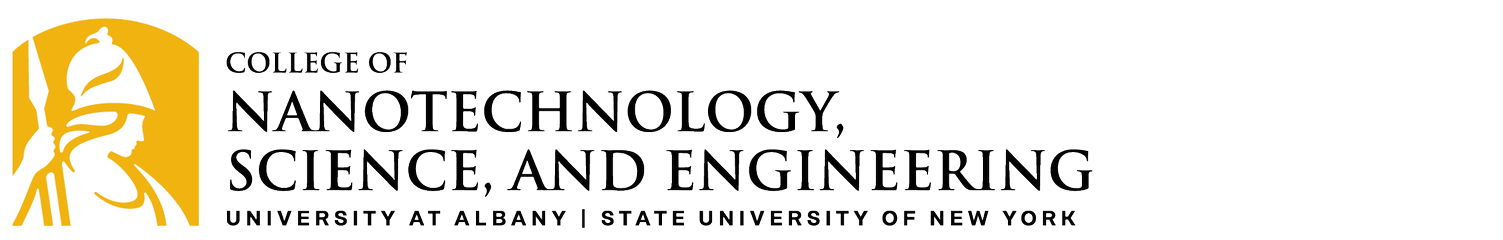 COLLEGE OF
NANOTECHNOLOGY,
SCIENCE, AND ENGINEERING
UNIVERSITY AT ALBANY | STATE UNIVERSITY OF NEW YORK